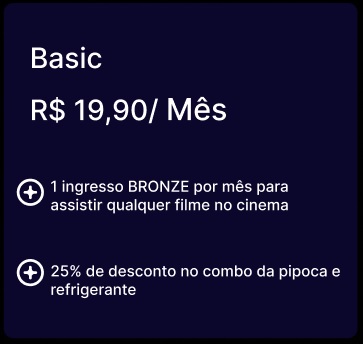 Basic
R$ 19,90/ Mês
1 ingresso BRONZE por mês para
assistir qualquer filme no cinema
25% de desconto no combo da pipoca e
refrigerante